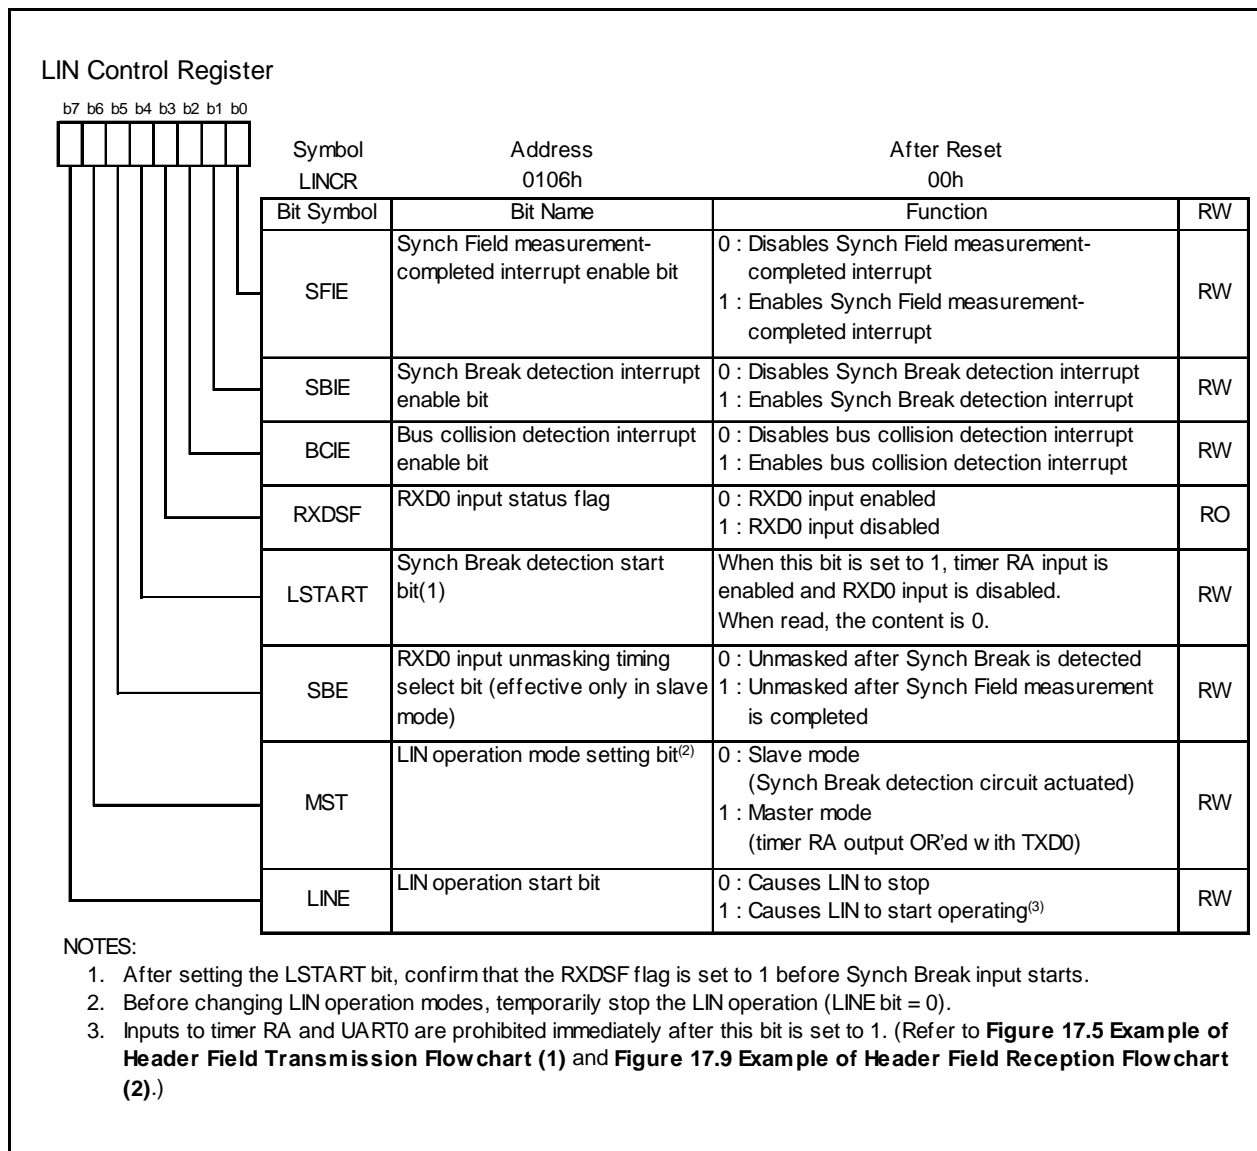 LIN Control Register
b7 b6 b5 b4 b3 b2 b1 b0
Symbol Address After Reset
LINCR 0106h 00h
Bit Symbol Bit Name Function RW
SFIE
Synch Field measurement-
completed interrupt enable bit
0 : Disables Synch Field measurement-
completed interrupt
1 : Enables Synch Field measurement-
completed interrupt
RW
SBIE
Synch Break detection interrupt
enable bit
0 : Disables Synch Break detection interrupt
1 : Enables Synch Break detection interrupt
RW
BCIE
Bus collision detection interrupt
enable bit
0 : Disables bus collision detection interrupt
1 : Enables bus collision detection interrupt
RW
RXDSF
RXD0 input status flag
0 : RXD0 input enabled
1 : RXD0 input disabled
RO
LSTART
Synch Break detection start
bit(1)
When this bit is set to 1, timer RA input is
enabled and RXD0 input is disabled.
When read, the content is 0.
RW
SBE
RXD0 input unmasking timing
select bit (effective only in slave
mode)
0 : Unmasked after Synch Break is detected
1 : Unmasked after Synch Field measurement
is completed
RW
MST
LIN operation mode setting bit(2)
0 : Slave mode
(Synch Break detection circuit actuated)
1 : Master mode
(timer RA output OR’ed with TXD0)
RW
LINE
LIN operation start bit
0 : Causes LIN to stop
1 : Causes LIN to start operating(3)
RW
NOTES:
1. After setting the LSTART bit, confirm that the RXDSF flag is set to 1 before Synch Break input starts.
2. Before changing LIN operation modes, temporarily stop the LIN operation (LINE bit = 0).
3. Inputs to timer RA and UART0 are prohibited immediately after this bit is set to 1. (Refer to Figure 17.5 Example of
Header Field Transmission Flowchart (1) and Figure 17.9 Example of Header Field Reception Flowchart
(2).)